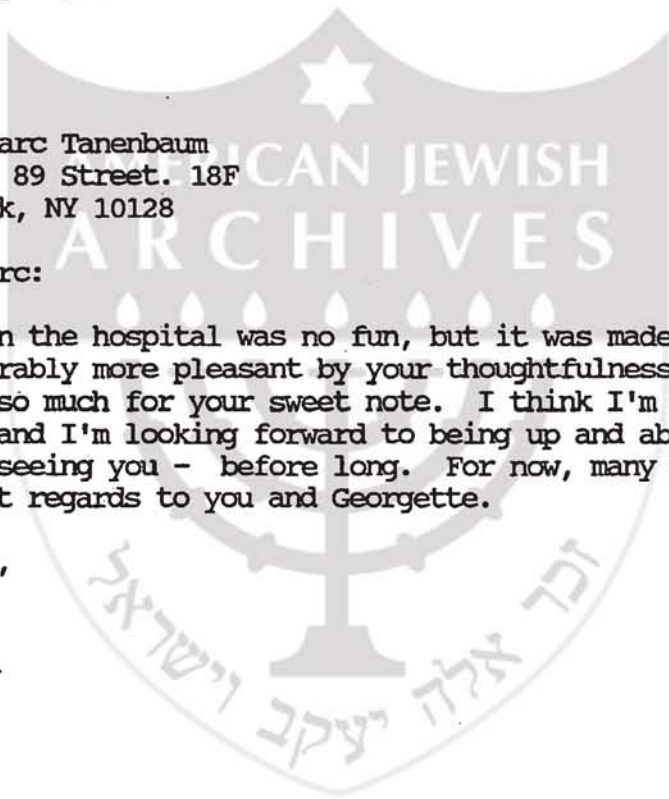 arc Tanenbaum
89 Street. 18F
k, NY 10128
rc:
n the hospital was no fun, but it was made
rably more pleasant by your thoughtfulness
so much for your sweet note. I think I'm
and I'm looking forward to being up and ab
seeing you - before long. For now, many
t regards to you and Georgette.
,
AMERICAN JEWISH
ARCHIVES
זכר אלה יעקב וישראל